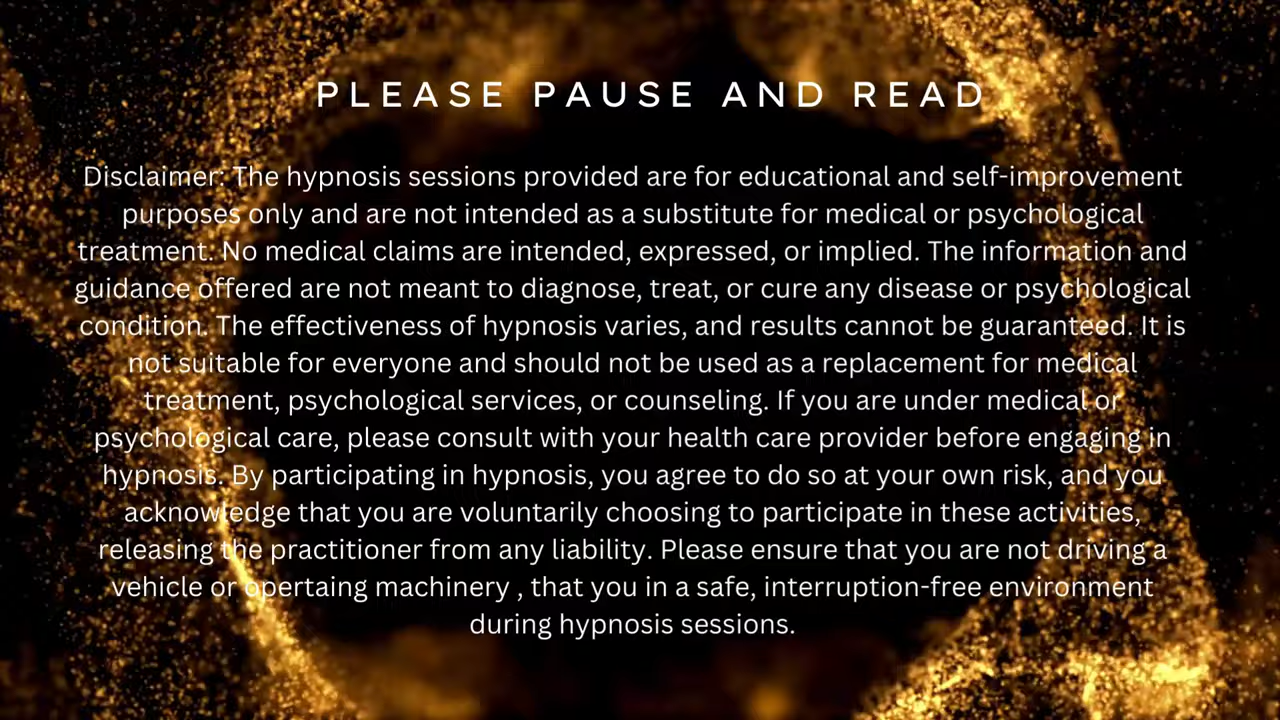 PLEASE PAUSE AND READ
Disclaimer: The hypnosis sessions provided are for educational and self-improvement
purposes only and are not intended as a substitute for medical or psychological
treatment. No medical claims are intended, expressed, or implied. The information and
guidance offered are not meant to diagnose, treat, or cure any disease or psychological
condition. The effectiveness of hypnosis varies, and results cannot be guaranteed. It is
not suitable for everyone and should not be used as a replacement for medical
treatment, psychological services, or counseling. If you are under medical or
psychological care, please consult with your health care provider before engaging in
hypnosis. By participating in hypnosis, you agree to do so at your own risk, and you
acknowledge that you are voluntarily choosing to participate in these activities,
releasing the practitioner from any liability. Please ensure that you are not driving a
vehicle or opertaing machinery , that you in a safe, interruption-free environment
during hypnosis sessions.